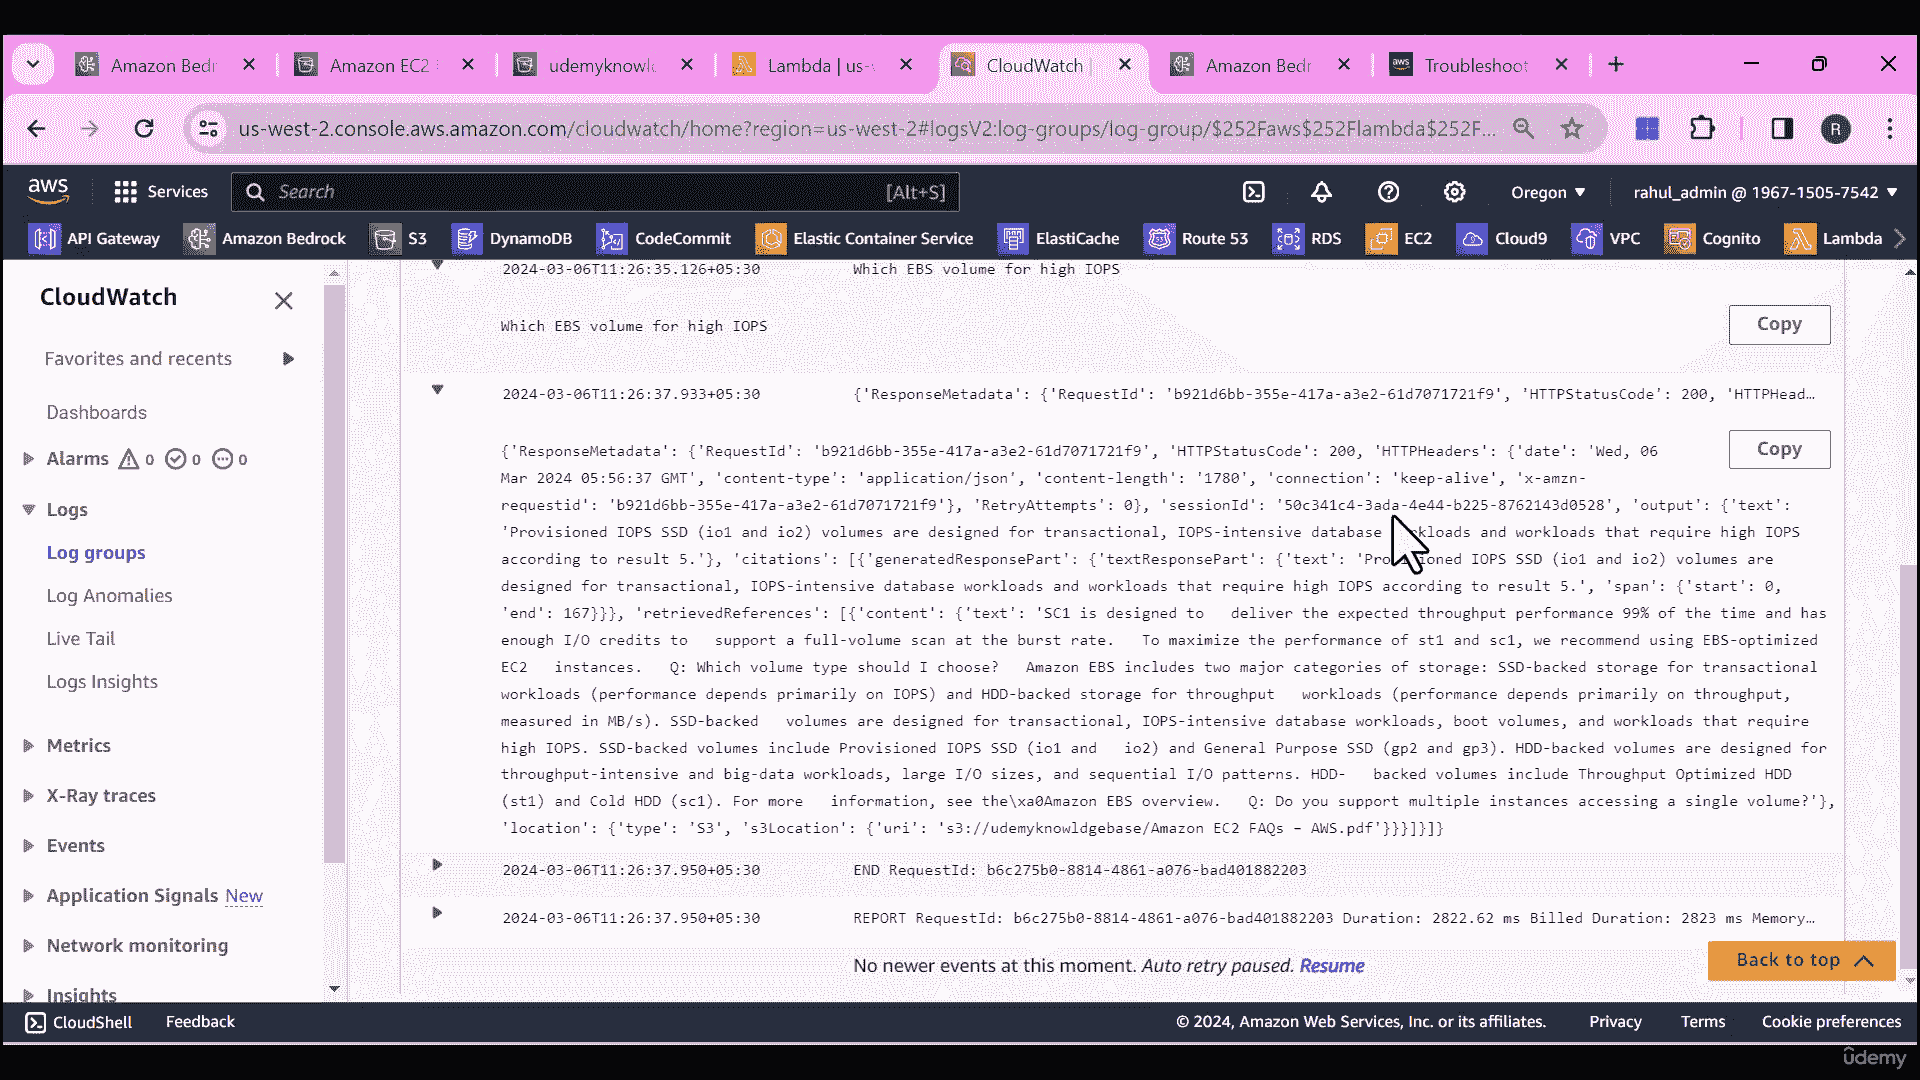 Amazon Bedr
Amazon EC2
udemyknowl
Lambda | us-
CloudWatch
Amazon Bedr
Troubleshoot
us-west-2.console.aws.amazon.com/cloudwatch/home?region=us-west-2#logsV2:log-groups/log-group/$252Faws$252Flambda$252F...
R
aws
Services
Search
[Alt+S]
Oregon
rahul_admin @ 1967-1505-7542
API Gateway
Amazon Bedrock
S3
DynamoDB
CodeCommit
Elastic Container Service
ElastiCache
Route 53
RDS
EC2
Cloud9
VPC
Cognito
Lambda
CloudWatch
Favorites and recents
Dashboards
Alarms 0 0 0
Logs
Log groups
Log Anomalies
Live Tail
Logs Insights
Metrics
X-Ray traces
Events
Application Signals New
Network monitoring
Insights
2024-03-06T11:26:35.126+05:30 Which EBS volume for high IOPS
Which EBS volume for high IOPS
Copy
2024-03-06T11:26:37.933+05:30 {'ResponseMetadata': {'RequestId': 'b921d6bb-355e-417a-a3e2-61d7071721f9', 'HTTPStatusCode': 200, 'HTTPHead…
Copy
{'ResponseMetadata': {'RequestId': 'b921d6bb-355e-417a-a3e2-61d7071721f9', 'HTTPStatusCode': 200, 'HTTPHeaders': {'date': 'Wed, 06
Mar 2024 05:56:37 GMT', 'content-type': 'application/json', 'content-length': '1780', 'connection': 'keep-alive', 'x-amzn-
requestid': 'b921d6bb-355e-417a-a3e2-61d7071721f9'}, 'RetryAttempts': 0}, 'sessionId': '50c341c4-3ada-4e44-b225-8762143d0528', 'output': {'text':
'Provisioned IOPS SSD (io1 and io2) volumes are designed for transactional, IOPS-intensive database workloads and workloads that require high IOPS
according to result 5.'}, 'citations': [{'generatedResponsePart': {'textResponsePart': {'text': 'Provisioned IOPS SSD (io1 and io2) volumes are
designed for transactional, IOPS-intensive database workloads and workloads that require high IOPS according to result 5.', 'span': {'start': 0,
'end': 167}}}, 'retrievedReferences': [{'content': {'text': 'SC1 is designed to deliver the expected throughput performance 99% of the time and has
enough I/O credits to support a full-volume scan at the burst rate. To maximize the performance of st1 and sc1, we recommend using EBS-optimized
EC2 instances. Q: Which volume type should I choose? Amazon EBS includes two major categories of storage: SSD-backed storage for transactional
workloads (performance depends primarily on IOPS) and HDD-backed storage for throughput workloads (performance depends primarily on throughput,
measured in MB/s). SSD-backed volumes are designed for transactional, IOPS-intensive database workloads, boot volumes, and workloads that require
high IOPS. SSD-backed volumes include Provisioned IOPS SSD (io1 and io2) and General Purpose SSD (gp2 and gp3). HDD-backed volumes are designed for
throughput-intensive and big-data workloads, large I/O sizes, and sequential I/O patterns. HDD- backed volumes include Throughput Optimized HDD
(st1) and Cold HDD (sc1). For more information, see the\xa0Amazon EBS overview. Q: Do you support multiple instances accessing a single volume?'},
'location': {'type': 'S3', 's3Location': {'uri': 's3://udemyknowldgebase/Amazon EC2 FAQs – AWS.pdf'}}}]}]}
2024-03-06T11:26:37.950+05:30 END RequestId: b6c275b0-8814-4861-a076-bad401882203
2024-03-06T11:26:37.950+05:30 REPORT RequestId: b6c275b0-8814-4861-a076-bad401882203 Duration: 2822.62 ms Billed Duration: 2823 ms Memory…
No newer events at this moment. Auto retry paused. Resume
Back to top
CloudShell
Feedback
© 2024, Amazon Web Services, Inc. or its affiliates.
Privacy
Terms
Cookie preferences
ûdemy